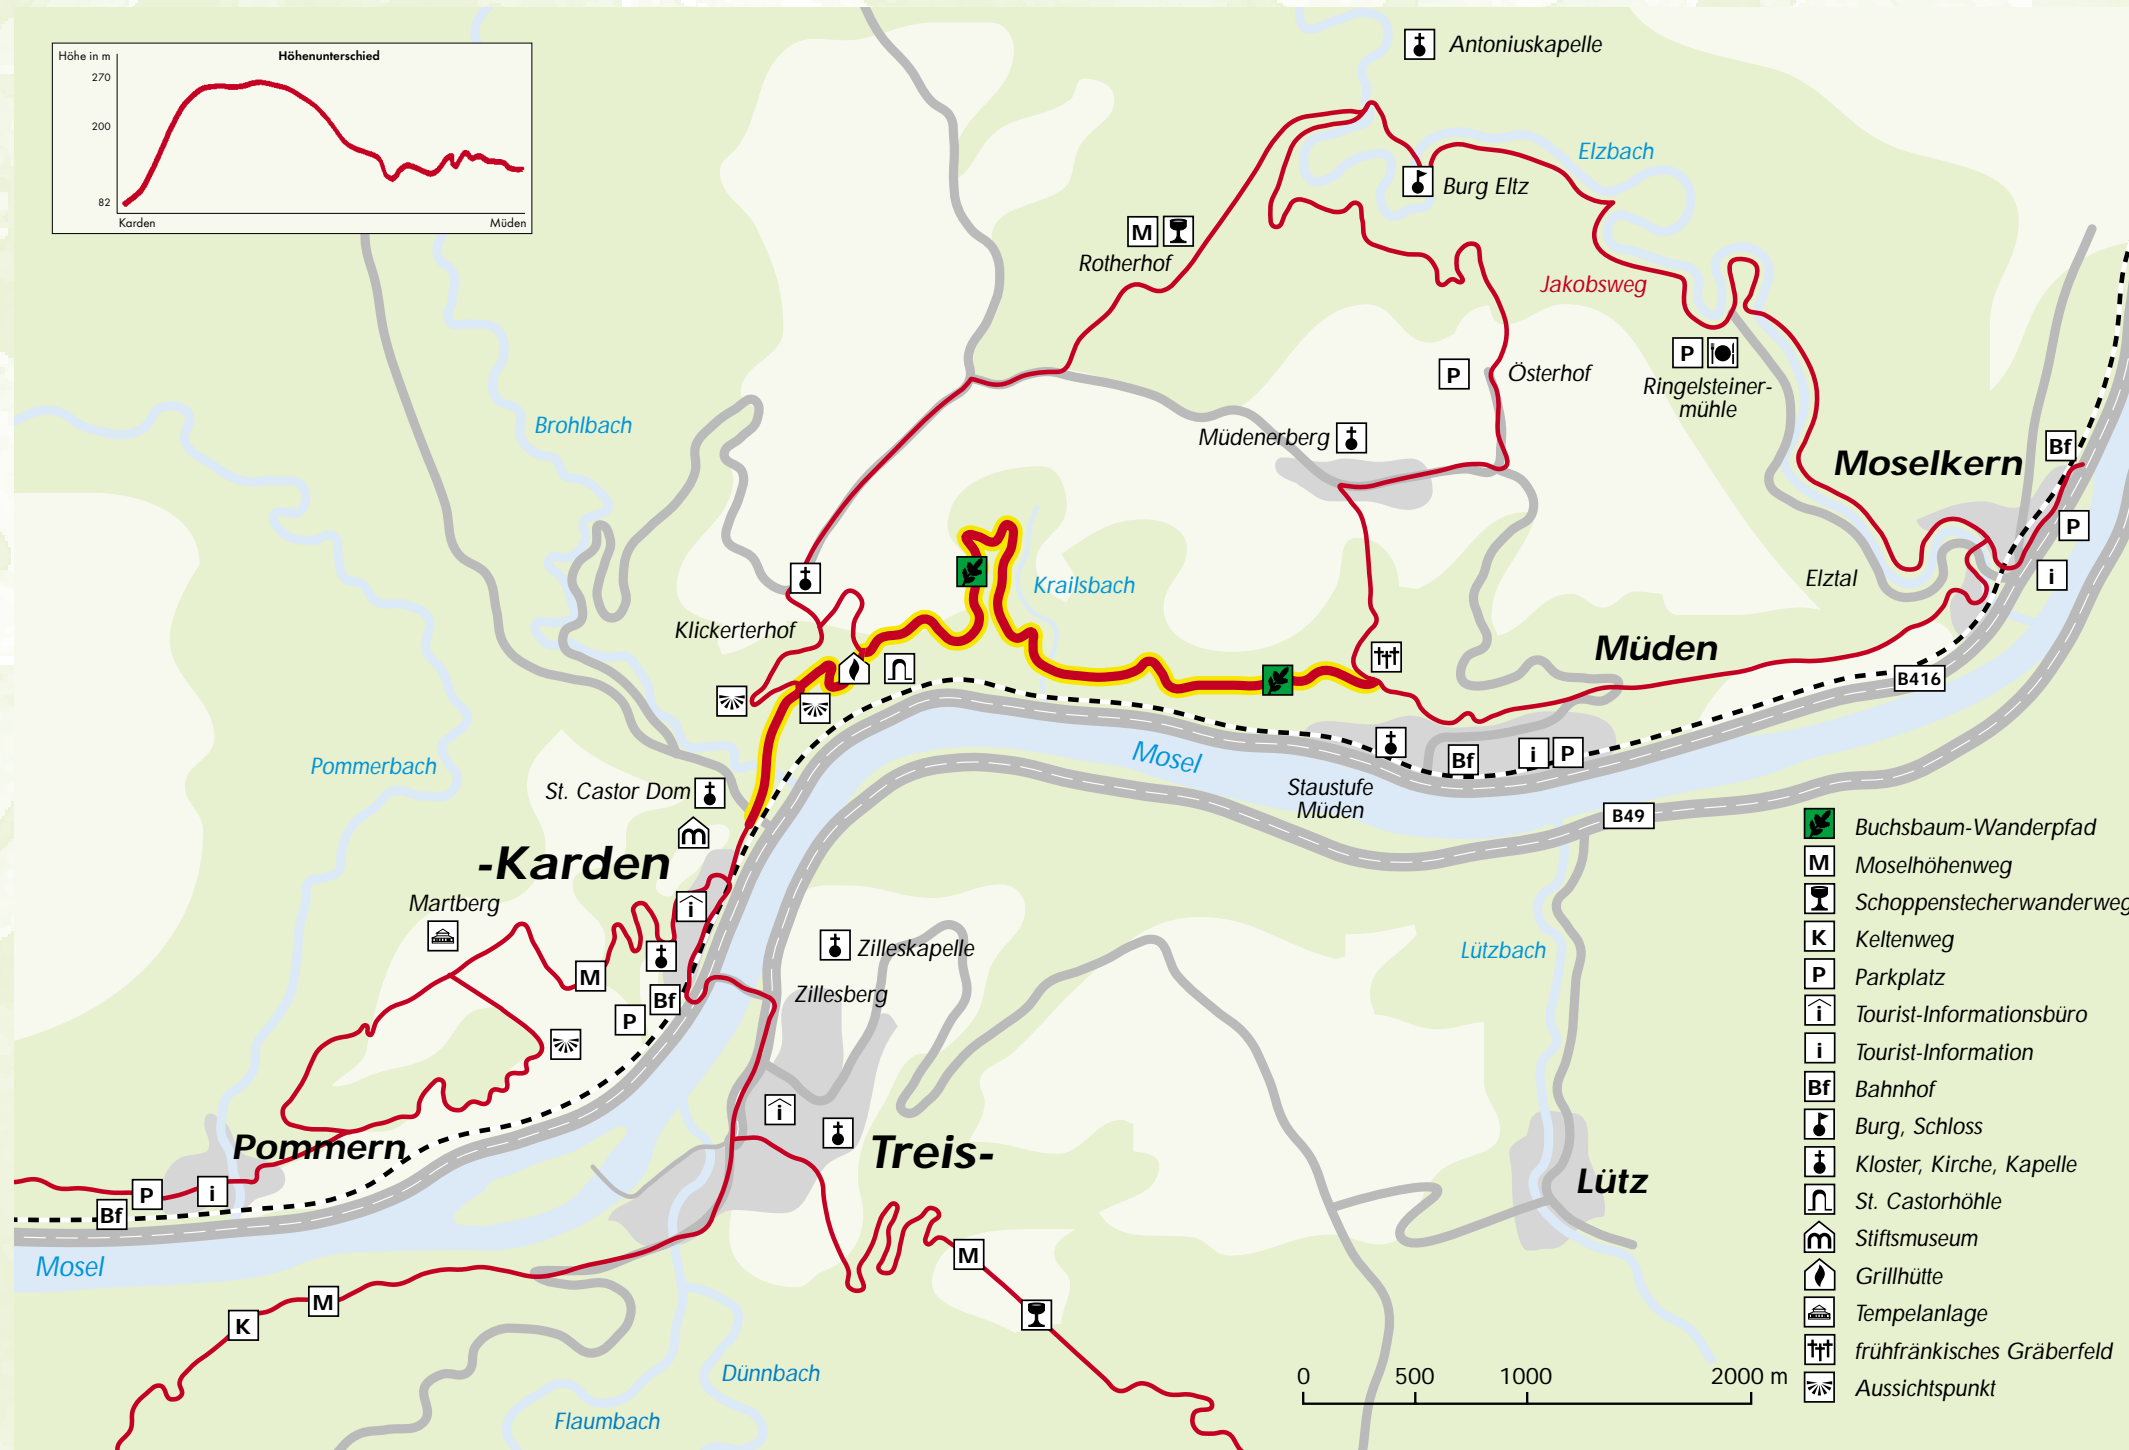 Höhe in m
Höhenunterschied
270
200
82
Karden
Müden
Antoniuskapelle
Elzbach
Burg Eltz
M
Rotherhof
Jakobsweg
P
Österhof
P
Ringelsteiner-
mühle
Brohlbach
Müdenerberg
Bf
Moselkern
P
Krailsbach
Elztal
i
Klickerterhof
Müden
B416
Pommerbach
Mosel
Bf
i
P
St. Castor Dom
Staustufe
Müden
B49
m
-Karden
Martberg
i
Zilleskapelle
Lützbach
M
Zillesberg
Bf
P
i
Pommern
Treis-
Lütz
P
i
Bf
Mosel
M
M
K
Dünnbach
Flaumbach
0
500
1000
2000 m
Buchsbaum-Wanderpfad
M
Moselhöhenweg
Schoppenstecherwanderweg
K
Keltenweg
P
Parkplatz
i
Tourist-Informationsbüro
i
Tourist-Information
Bf
Bahnhof
Burg, Schloss
Kloster, Kirche, Kapelle
St. Castorhöhle
m
Stiftsmuseum
Grillhütte
Tempelanlage
frühfränkisches Gräberfeld
Aussichtspunkt